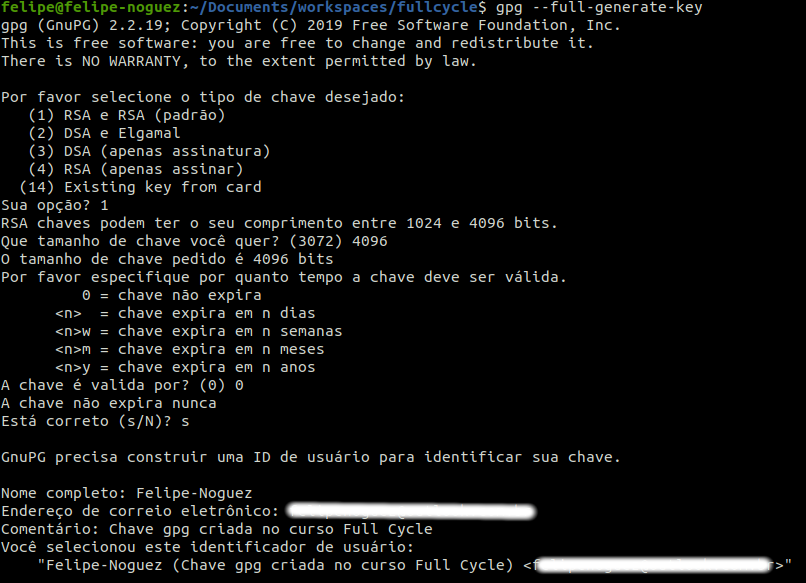 felipe@felipe-noguez:~/Documents/workspaces/fullcycle$ gpg --full-generate-key
gpg (GnuPG) 2.2.19; Copyright (C) 2019 Free Software Foundation, Inc.
This is free software: you are free to change and redistribute it.
There is NO WARRANTY, to the extent permitted by law.

Por favor selecione o tipo de chave desejado:
   (1) RSA e RSA (padrão)
   (2) DSA e Elgamal
   (3) DSA (apenas assinatura)
   (4) RSA (apenas assinar)
  (14) Existing key from card
Sua opção? 1
RSA chaves podem ter o seu comprimento entre 1024 e 4096 bits.
Que tamanho de chave você quer? (3072) 4096
O tamanho de chave pedido é 4096 bits
Por favor especifique por quanto tempo a chave deve ser válida.
         0 = chave não expira
      <n>  = chave expira em n dias
      <n>w = chave expira em n semanas
      <n>m = chave expira em n meses
      <n>y = chave expira em n anos
A chave é valida por? (0) 0
A chave não expira nunca
Está correto (s/N)? s

GnuPG precisa construir uma ID de usuário para identificar sua chave.

Nome completo: Felipe-Noguez
Endereço de correio eletrônico:
Comentário: Chave gpg criada no curso Full Cycle
Você selecionou este identificador de usuário:
    "Felipe-Noguez (Chave gpg criada no curso Full Cycle) <>"